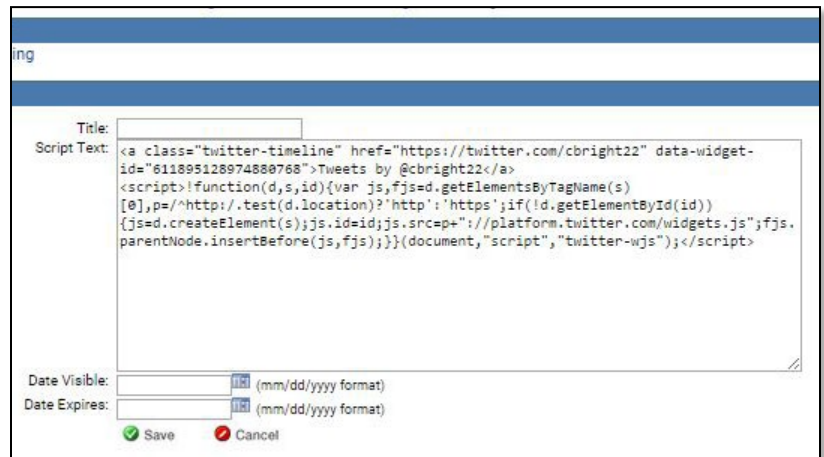 ing
Title:
Script Text:
<a class="twitter-timeline" href="https://twitter.com/cbright22" data-widget-
id="611895128974880768">Tweets by @cbright22</a>
<script>!function(d,s,id){var js,fjs=d.getElementsByTagName(s)
[0],p=/^http:/.test(d.location)?'http':'https';if(!d.getElementById(id))
{js=d.createElement(s);js.id=id;js.src=p+"://platform.twitter.com/widgets.js";fjs.
parentNode.insertBefore(js,fjs);}}(document,"script","twitter-wjs");</script>
Date Visible: (mm/dd/yyyy format)
Date Expires: (mm/dd/yyyy format)
Save Cancel